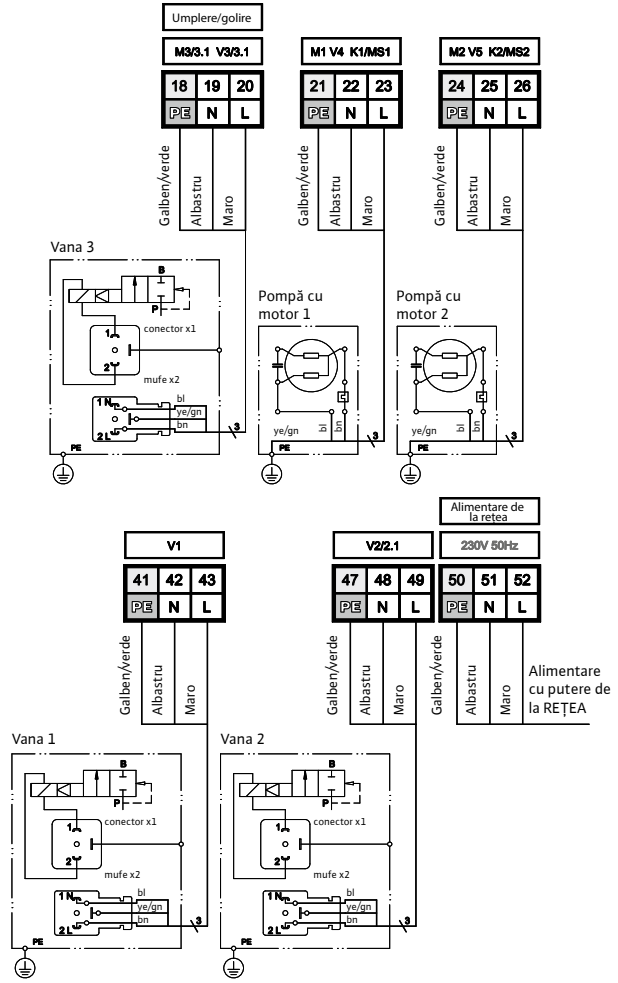 Umplere/golire
M3/3.1 V3/3.1
M1 V4 K1/MS1
M2 V5 K2/MS2
18 19 20
PE N L
21 22 23
PE N L
24 25 26
PE N L
Galben/verde
Albastru
Maro
Galben/verde
Albastru
Maro
Galben/verde
Albastru
Maro
Vana 3
B
P
1
conector x1
2
mufe x2
1 N
2 L
bl
ye/gn
bn
3
PE
Pompă cu
motor 1
ye/gn
bl
bn
3
PE
Pompă cu
motor 2
ye/gn
bl
bn
3
PE
V1
V2/2.1
Alimentare de
la rețea
230V 50Hz
41 42 43
PE N L
47 48 49
PE N L
50 51 52
PE N L
Galben/verde
Albastru
Maro
Galben/verde
Albastru
Maro
Galben/verde
Albastru
Maro
Alimentare
cu putere de
la REȚEA
Vana 1
B
P
1
conector x1
2
mufe x2
1 N
2 L
bl
ye/gn
bn
3
PE
Vana 2
B
P
1
conector x1
2
mufe x2
1 N
2 L
bl
ye/gn
bn
3
PE